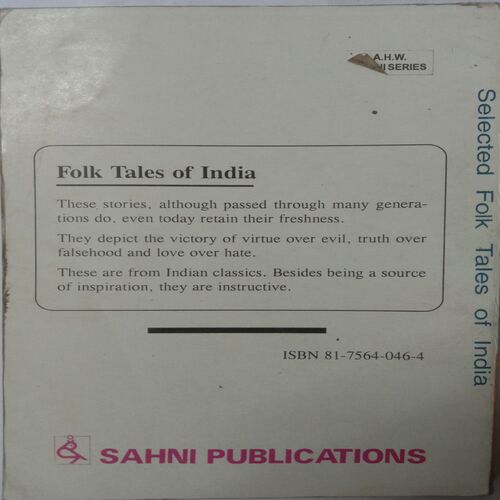 A.H.W.
SERIES
Folk Tales of India
These stories, although passed through many genera-
tions do, even today retain their freshness.
They depict the victory of virtue over evil, truth over
falsehood and love over hate.
These are from Indian classics. Besides being a source
of inspiration, they are instructive.
ISBN 81-7564-046-4
SAHNI PUBLICATIONS
Selected Folk Tales of India